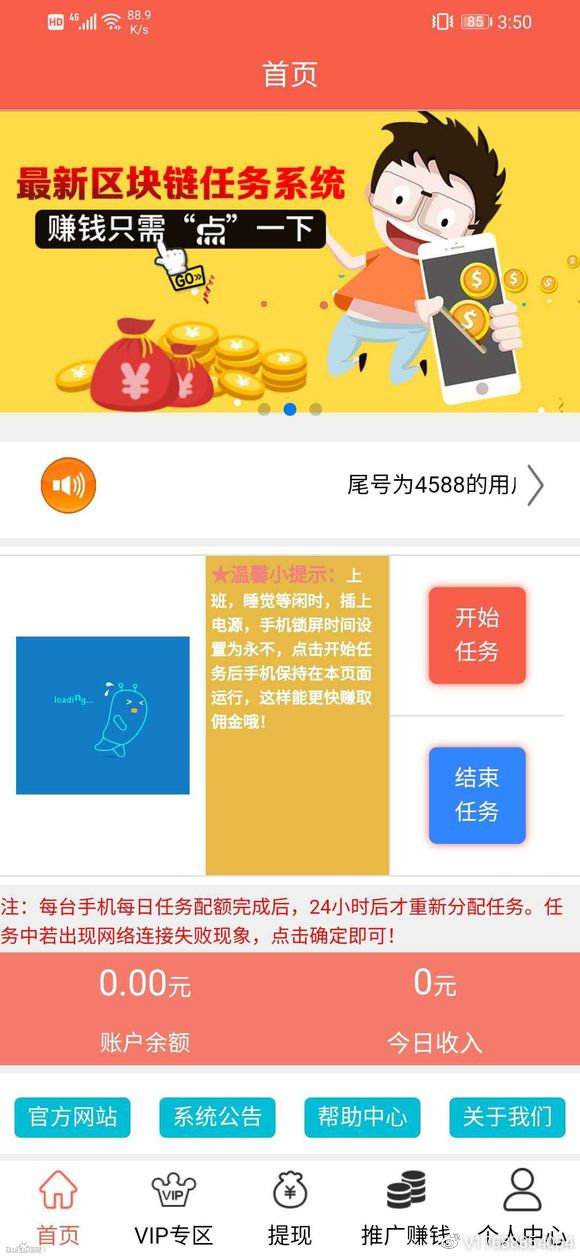 HD 4G 88.9 K/s 85 3:50
首页
最新区块链任务系统
赚钱只需“点”一下
GO»
尾号为4588的用
★温馨小提示：上
班，睡觉等闲时，插上
电源，手机锁屏时间设
置为永不，点击开始任
务后手机保持在本页面
运行，这样能更快赚取
佣金哦！
loading...
开始
任务
结束
任务
注：每台手机每日任务配额完成后，24小时后才重新分配任务。任
务中若出现网络连接失败现象，点击确定即可！
0.00元
0元
账户余额
今日收入
官方网站
系统公告
帮助中心
关于我们
VIP
首页
VIP专区
提现
推广赚钱
个人中心